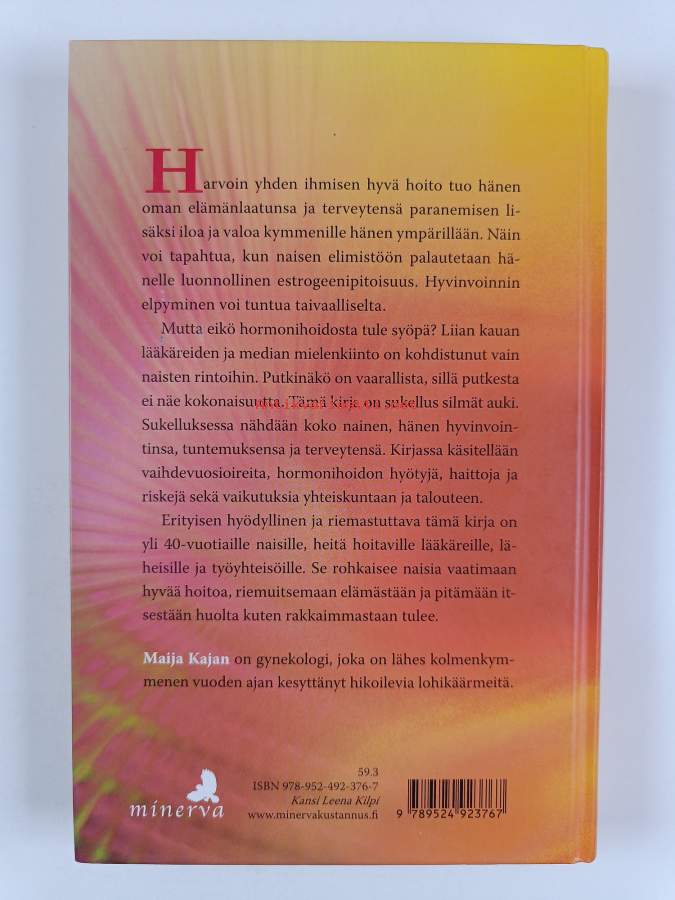 Harvoin yhden ihmisen hyvä hoito tuo hänen
oman elämänlaatunsa ja terveytensä paranemisen li-
säksi iloa ja valoa kymmenille hänen ympärillään. Näin
voi tapahtua, kun naisen elimistöön palautetaan hä-
nelle luonnollinen estrogeenipitoisuus. Hyvinvoinnin
elpyminen voi tuntua taivaalliselta.
Mutta eikö hormonihoidosta tule syöpä? Liian kauan
lääkäreiden ja median mielenkiinto on kohdistunut vain
naisten rintoihin. Putkinäkö on vaarallista, sillä putkesta
ei näe kokonaisuutta. Tämä kirja on sukellus silmät auki.
Sukelluksessa nähdään koko nainen, hänen hyvinvoin-
tinsa, tuntemuksensa ja terveytensä. Kirjassa käsitellään
vaihdevuosioireita, hormonihoidon hyötyjä, haittoja ja
riskejä sekä vaikutuksia yhteiskuntaan ja talouteen.
Erityisen hyödyllinen ja riemastuttava tämä kirja on
yli 40-vuotiaille naisille, heitä hoitaville lääkäreille, lä-
heisille ja työyhteisöille. Se rohkaisee naisia vaatimaan
hyvää hoitoa, riemuitsemaan elämästään ja pitämään it-
sestään huolta kuten rakkaimmastaan tulee.
Maija Kajan on gynekologi, joka on lähes kolmenkym-
menen vuoden ajan kesyttänyt hikoilevia lohikäärmeitä.
minerva
59.3
ISBN 978-952-492-376-7
Kansi Leena Kilpi
www.minervakustannus.fi
9 789524 923767